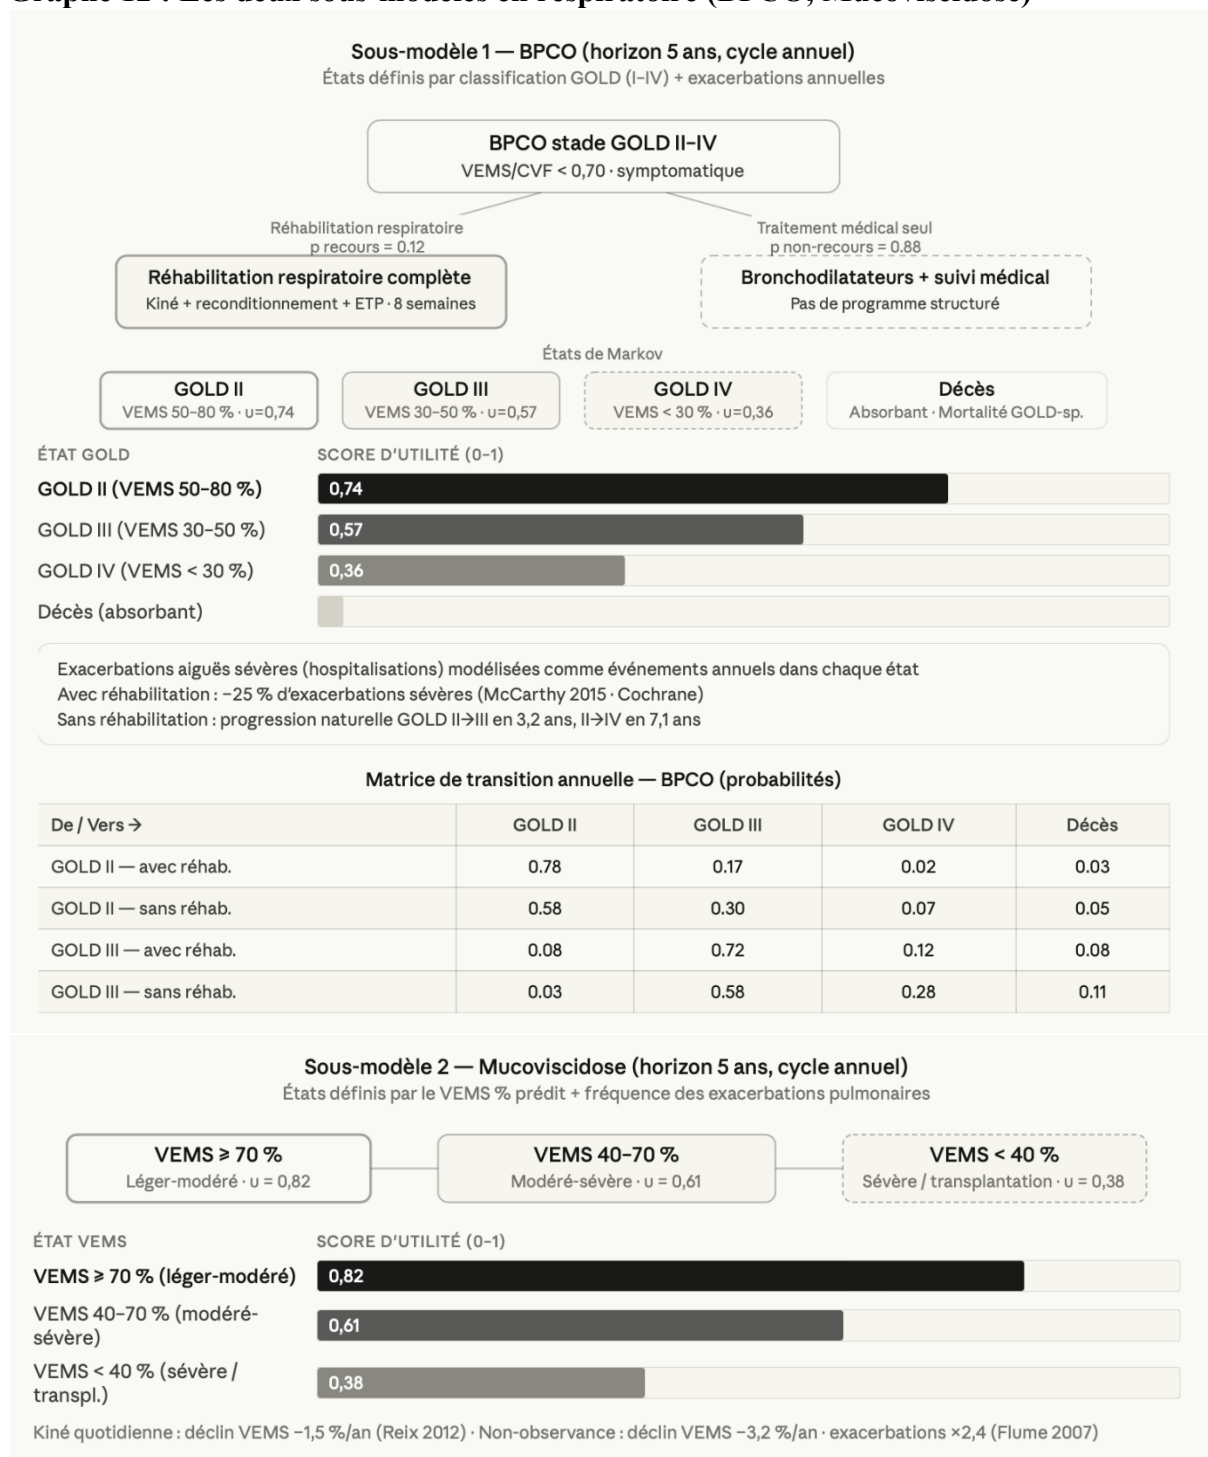 Graphe 12 : Les deux sous-modèles en respiratoire (BPCO, Mucoviscidose)
Sous-modèle 1 — BPCO (horizon 5 ans, cycle annuel)
États définis par classification GOLD (I–IV) + exacerbations annuelles
BPCO stade GOLD II–IV
VEMS/CVF < 0,70 · symptomatique
Réhabilitation respiratoire
p recours = 0.12
Traitement médical seul
p non-recours = 0.88
Réhabilitation respiratoire complète
Kiné + reconditionnement + ETP · 8 semaines
Bronchodilatateurs + suivi médical
Pas de programme structuré
États de Markov
GOLD II
VEMS 50–80 % · u=0,74
GOLD III
VEMS 30–50 % · u=0,57
GOLD IV
VEMS < 30 % · u=0,36
Décès
Absorbant · Mortalité GOLD-sp.
ÉTAT GOLD SCORE D'UTILITÉ (0–1)
GOLD II (VEMS 50–80 %) 0,74
GOLD III (VEMS 30–50 %) 0,57
GOLD IV (VEMS < 30 %) 0,36
Décès (absorbant)
Exacerbations aiguës sévères (hospitalisations) modélisées comme événements annuels dans chaque état
Avec réhabilitation : −25 % d'exacerbations sévères (McCarthy 2015 · Cochrane)
Sans réhabilitation : progression naturelle GOLD II→III en 3,2 ans, II→IV en 7,1 ans
Matrice de transition annuelle — BPCO (probabilités)
De / Vers → GOLD II GOLD III GOLD IV Décès
GOLD II — avec réhab. 0.78 0.17 0.02 0.03
GOLD II — sans réhab. 0.58 0.30 0.07 0.05
GOLD III — avec réhab. 0.08 0.72 0.12 0.08
GOLD III — sans réhab. 0.03 0.58 0.28 0.11
Sous-modèle 2 — Mucoviscidose (horizon 5 ans, cycle annuel)
États définis par le VEMS % prédit + fréquence des exacerbations pulmonaires
VEMS ≥ 70 %
Léger-modéré · u = 0,82
VEMS 40–70 %
Modéré-sévère · u = 0,61
VEMS < 40 %
Sévère / transplantation · u = 0,38
ÉTAT VEMS SCORE D'UTILITÉ (0–1)
VEMS ≥ 70 % (léger-modéré) 0,82
VEMS 40–70 % (modéré-
sévère) 0,61
VEMS < 40 % (sévère /
transpl.) 0,38
Kiné quotidienne : déclin VEMS −1,5 %/an (Reix 2012) · Non-observance : déclin VEMS −3,2 %/an · exacerbations ×2,4 (Flume 2007)